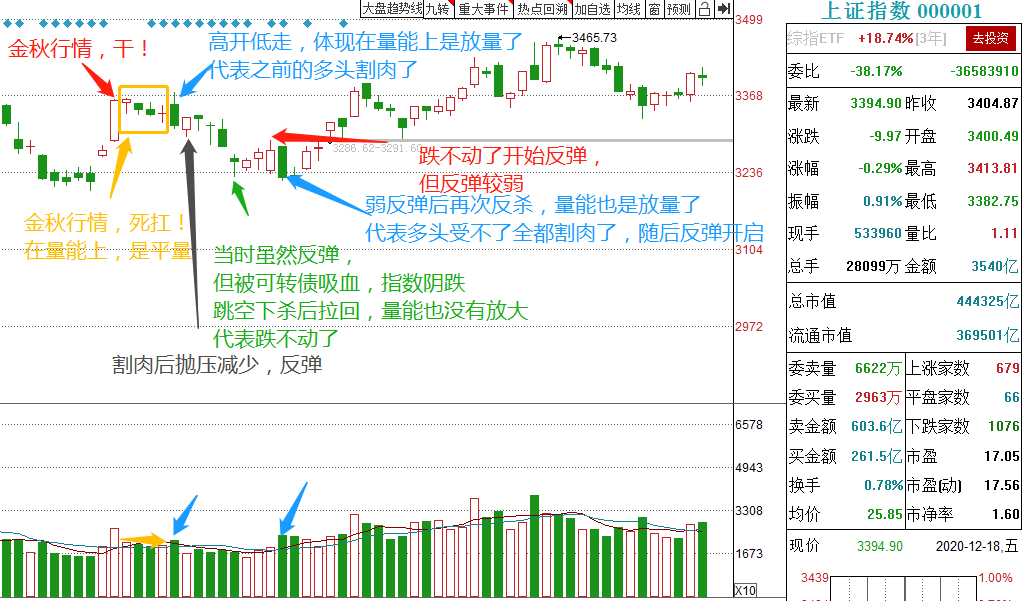 大盘趋势线 九转 重大事件 热点回溯 加自选 均线 窗 预测
上证指数 000001
综指ETF +18.74% [3年] 去投资
委比 -38.17% -36583910
最新 3394.90 昨收 3404.87
涨跌 -9.97 开盘 3400.49
涨幅 -0.29% 最高 3413.81
振幅 0.91% 最低 3382.75
现手 533960 量比 1.11
总手 28099万 金额 3540亿
总市值 444325亿
流通市值 369501亿
委卖量 6622万 上涨家数 679
委买量 2963万 平盘家数 66
卖金额 603.6亿 下跌家数 1076
买金额 261.5亿 市盈 17.05
换手 0.78% 市盈(动) 17.56
均价 25.85 市净率 1.60
现价 3394.90 2020-12-18,五
3439 1.00%
3499
3368
3236
3104
2972
6578
4943
3308
1673
X10
3465.73
3286.62-3291.60
金秋行情，干！
高开低走，体现在量能上是放量了
代表之前的多头割肉了
跌不动了开始反弹，
但反弹较弱
弱反弹后再次反杀，量能也是放量了
代表多头受不了全都割肉了，随后反弹开启
金秋行情，死扛！
在量能上，是平量
当时虽然反弹，
但被可转债吸血，指数阴跌
跳空下杀后拉回，量能也没有放大
代表跌不动了
割肉后抛压减少，反弹